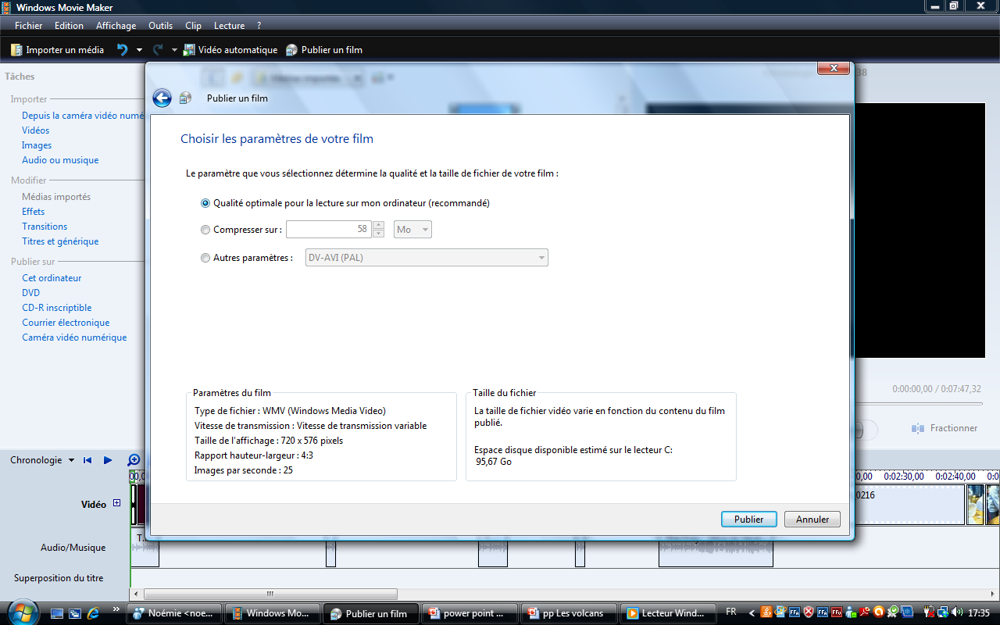 Windows Movie Maker
Fichier Edition Affichage Outils Clip Lecture ?
Importer un média Vidéo automatique Publier un film
Tâches
Importer
Depuis la caméra vidéo numé
Vidéos
Images
Audio ou musique
Modifier
Médias importés
Effets
Transitions
Titres et générique
Publier sur
Cet ordinateur
DVD
CD-R inscriptible
Courrier électronique
Caméra vidéo numérique
38
Publier un film
Choisir les paramètres de votre film
Le paramètre que vous sélectionnez détermine la qualité et la taille de fichier de votre film :
Qualité optimale pour la lecture sur mon ordinateur (recommandé)
Compresser sur : 58 Mo
Autres paramètres : DV-AVI (PAL)
Paramètres du film
Type de fichier : WMV (Windows Media Video)
Vitesse de transmission : Vitesse de transmission variable
Taille de l'affichage : 720 x 576 pixels
Rapport hauteur-largeur : 4:3
Images par seconde : 25
Taille du fichier
La taille de fichier vidéo varie en fonction du contenu du film
publié.
Espace disque disponible estimé sur le lecteur C:
95,67 Go
Publier Annuler
0:00:00,00 / 0:07:47,32
Fractionner
Chronologie
00,0 0,00 0:02:30,00 0:02:40,00 0:0
Vidéo 0216
Audio/Musique T...
Superposition du titre
Noémie <noe... Windows Mo... Publier un film power point ... pp Les volcans Lecteur Wind... FR 17:35